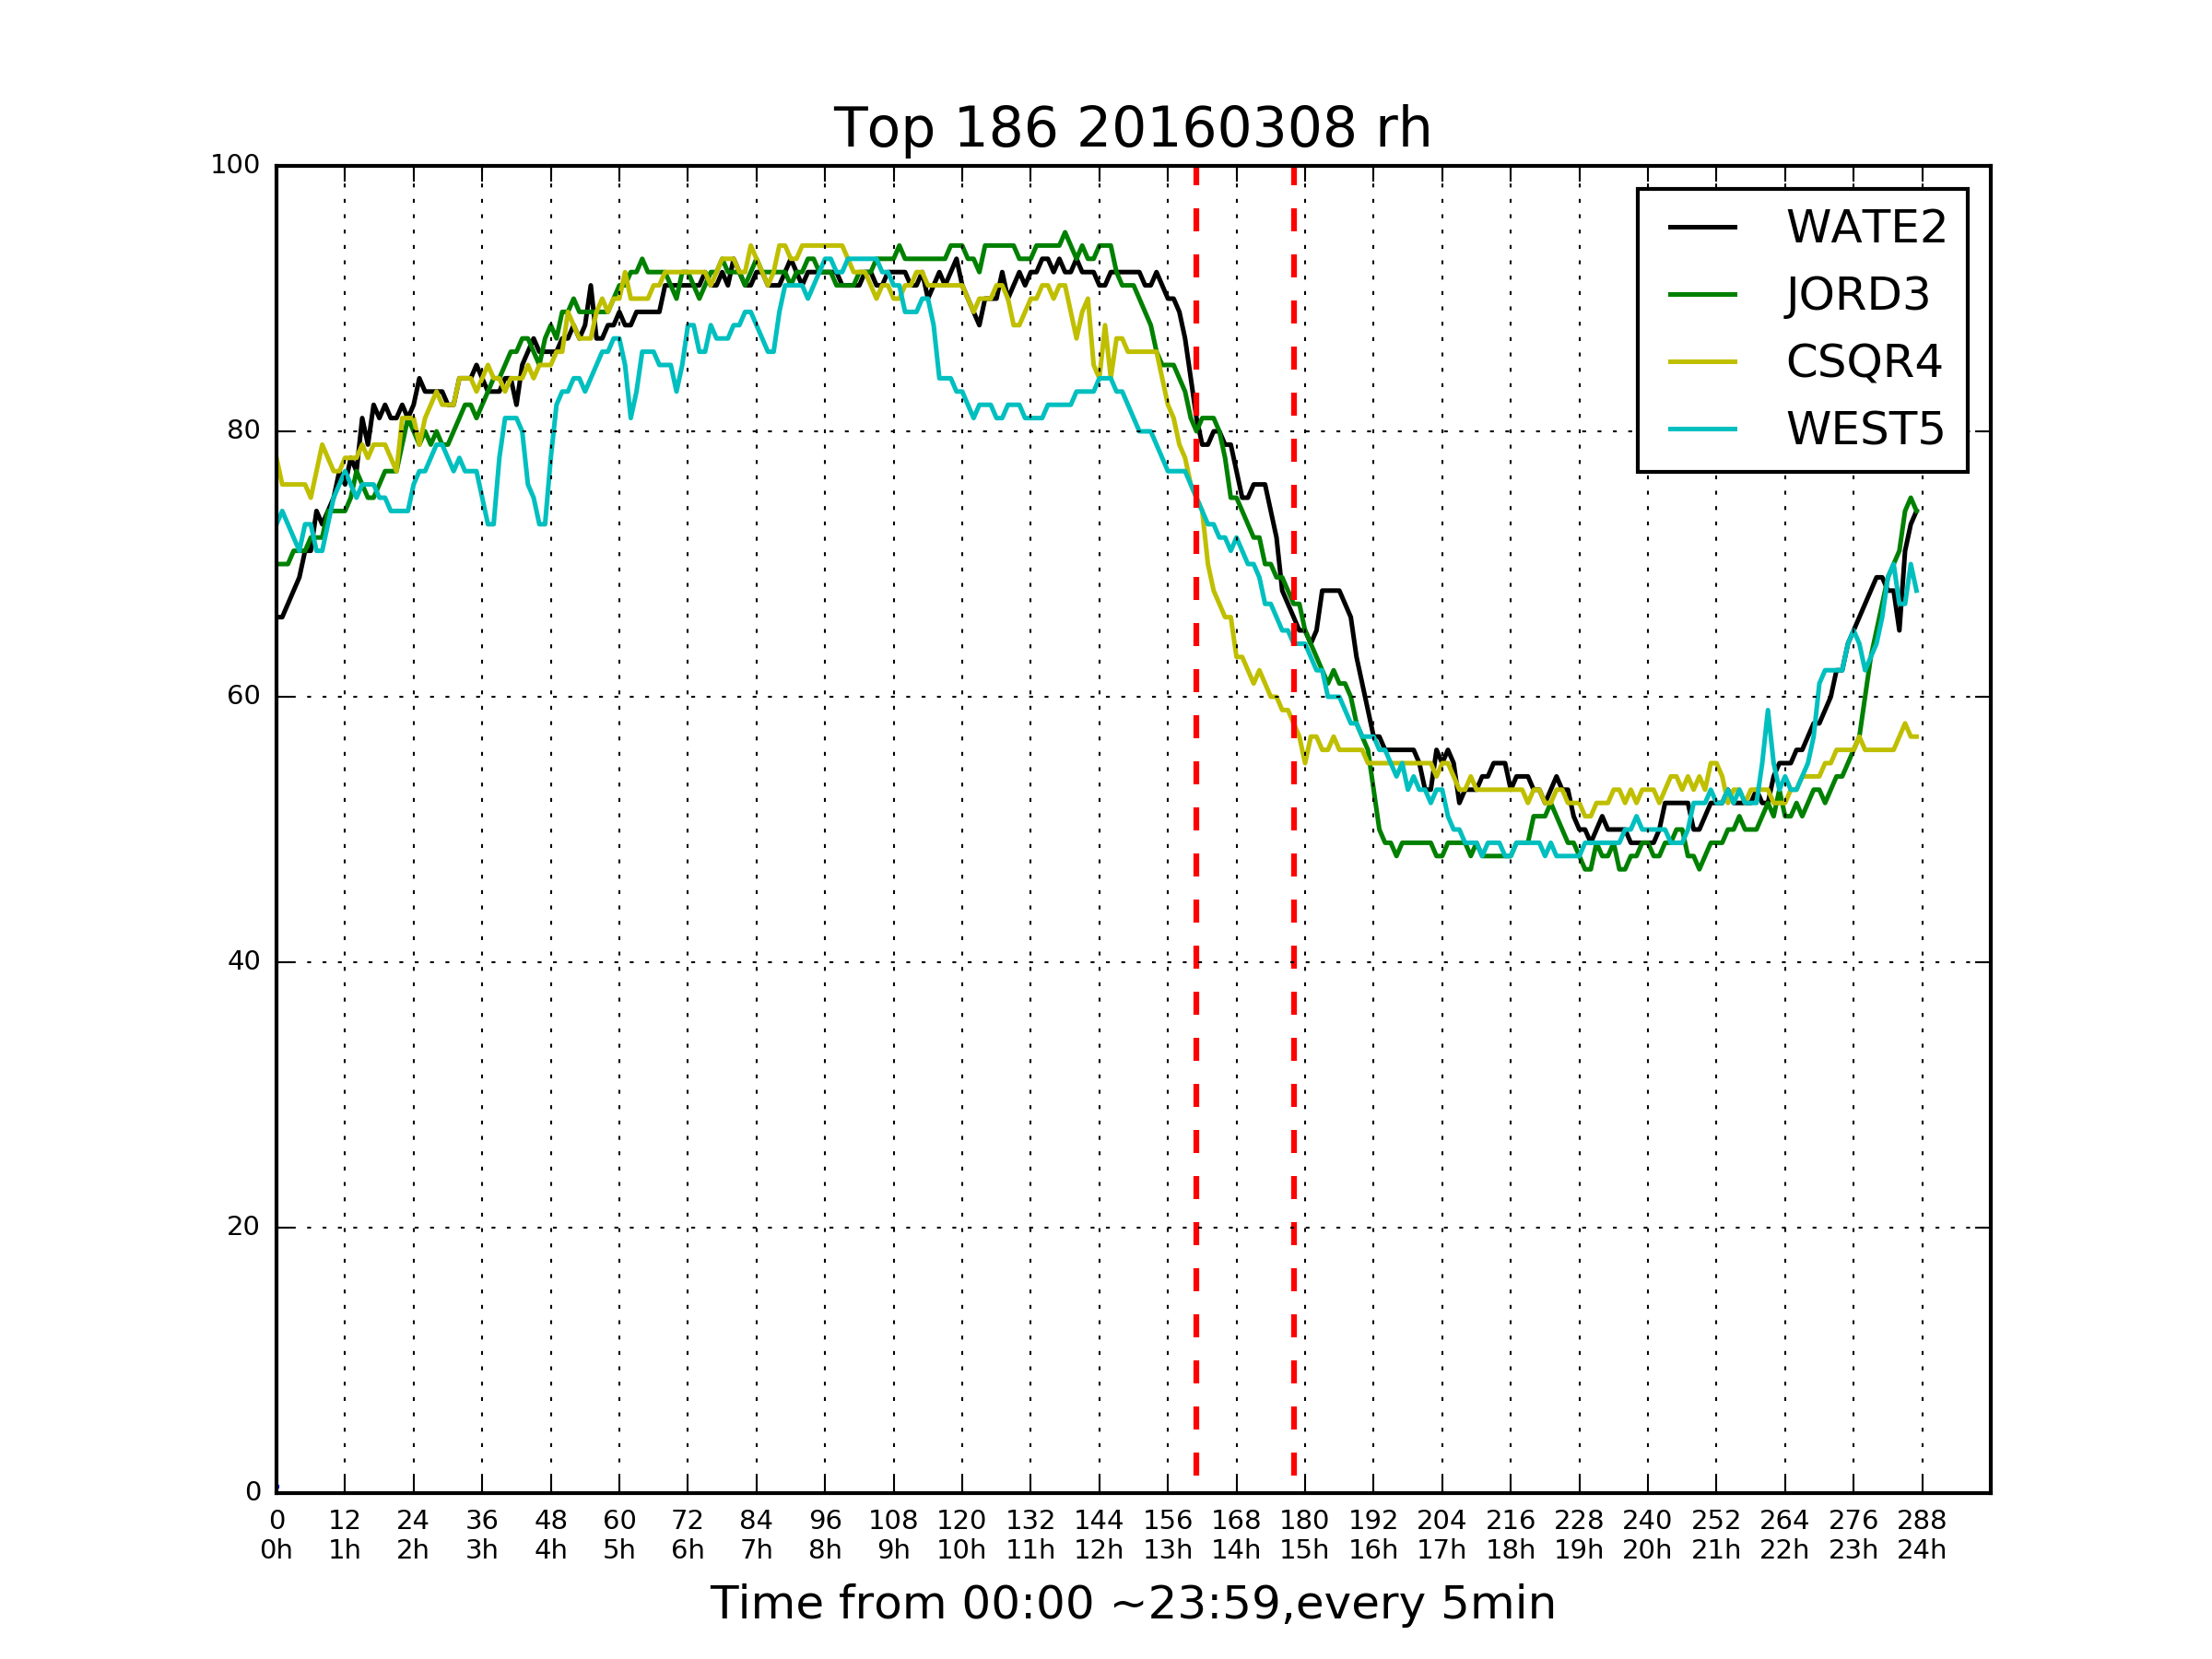 Top 186 20160308 rh
100
80
60
40
20
0
WATE2
JORD3
CSQR4
WEST5
0 12 24 36 48 60 72 84 96 108 120 132 144 156 168 180 192 204 216 228 240 252 264 276 288
0h 1h 2h 3h 4h 5h 6h 7h 8h 9h 10h 11h 12h 13h 14h 15h 16h 17h 18h 19h 20h 21h 22h 23h 24h
Time from 00:00 ~23:59,every 5min